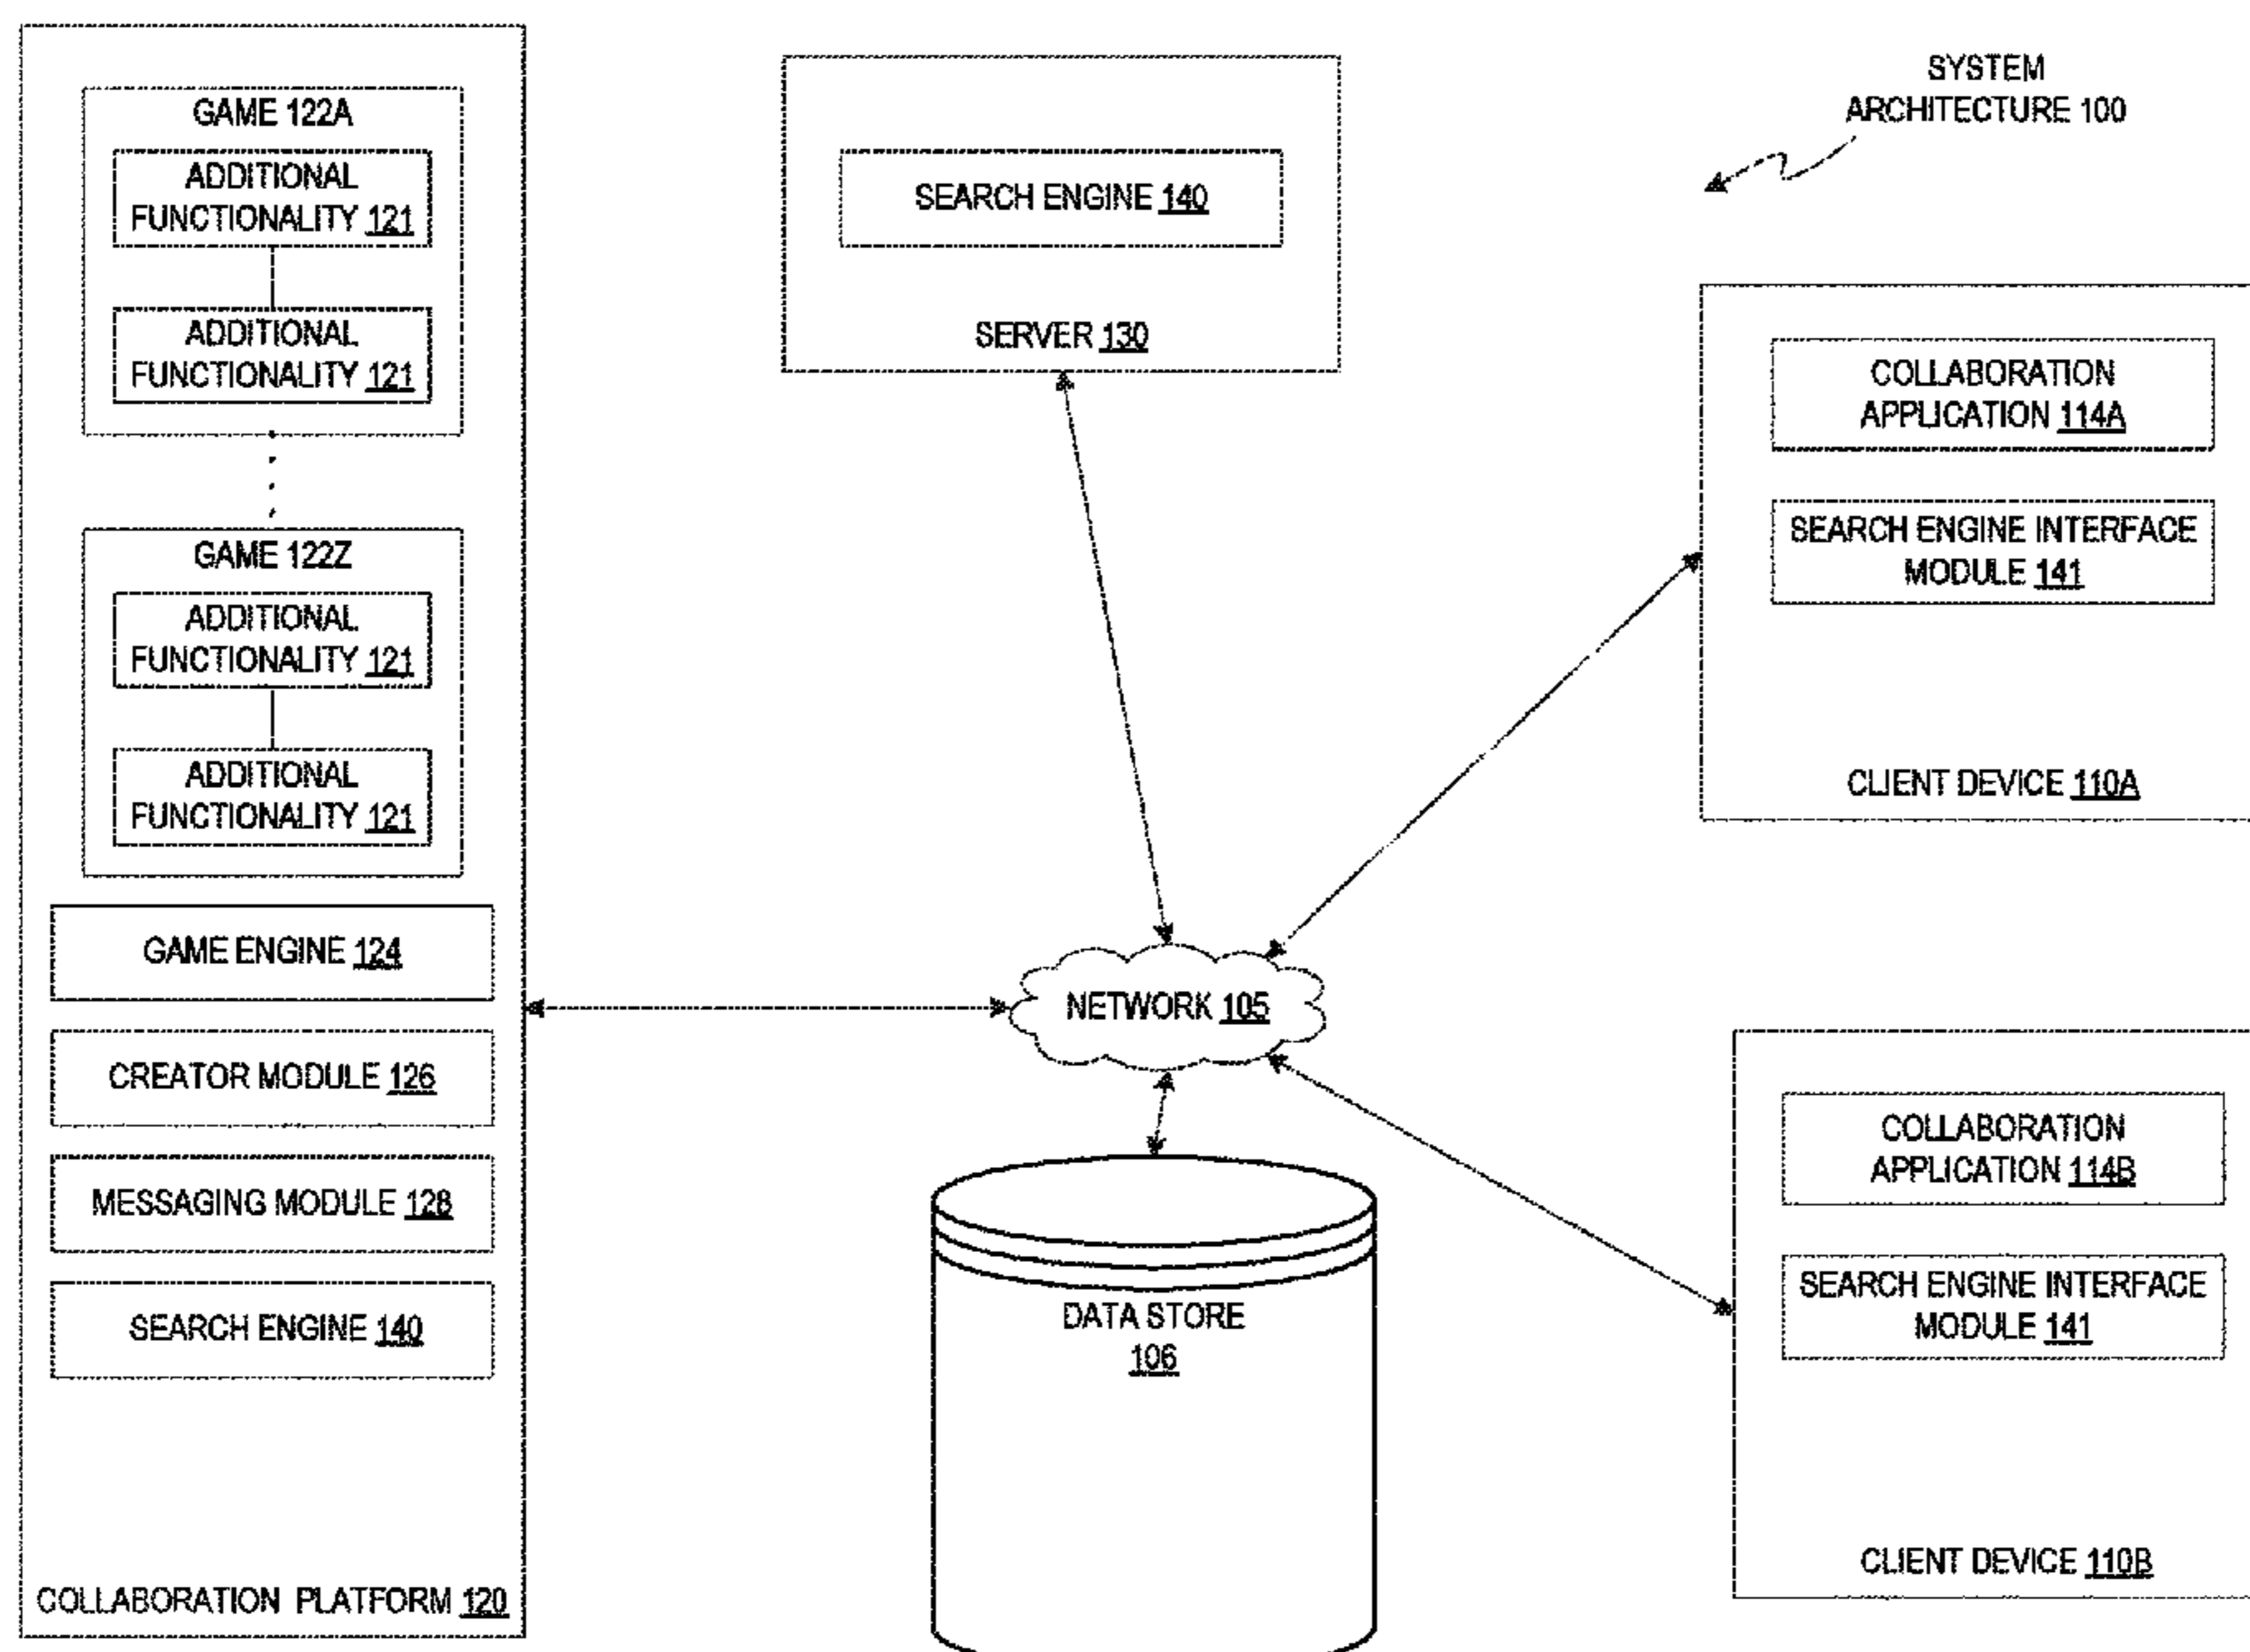 GAME 122A
ADDITIONAL
FUNCTIONALITY 121
ADDITIONAL
FUNCTIONALITY 121
GAME 122Z
ADDITIONAL
FUNCTIONALITY 121
ADDITIONAL
FUNCTIONALITY 121
GAME ENGINE 124
CREATOR MODULE 126
MESSAGING MODULE 128
SEARCH ENGINE 140
COLLABORATION PLATFORM 120
SEARCH ENGINE 140
SERVER 130
NETWORK 105
DATA STORE
106
SYSTEM
ARCHITECTURE 100
COLLABORATION
APPLICATION 114A
SEARCH ENGINE INTERFACE
MODULE 141
CLIENT DEVICE 110A
COLLABORATION
APPLICATION 114B
SEARCH ENGINE INTERFACE
MODULE 141
CLIENT DEVICE 110B